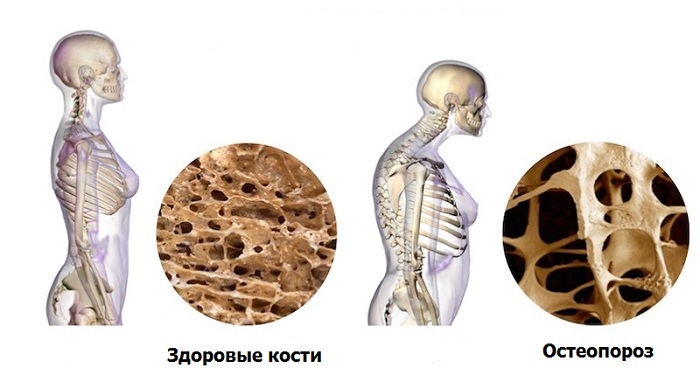 Здоровые кости
Остеопороз